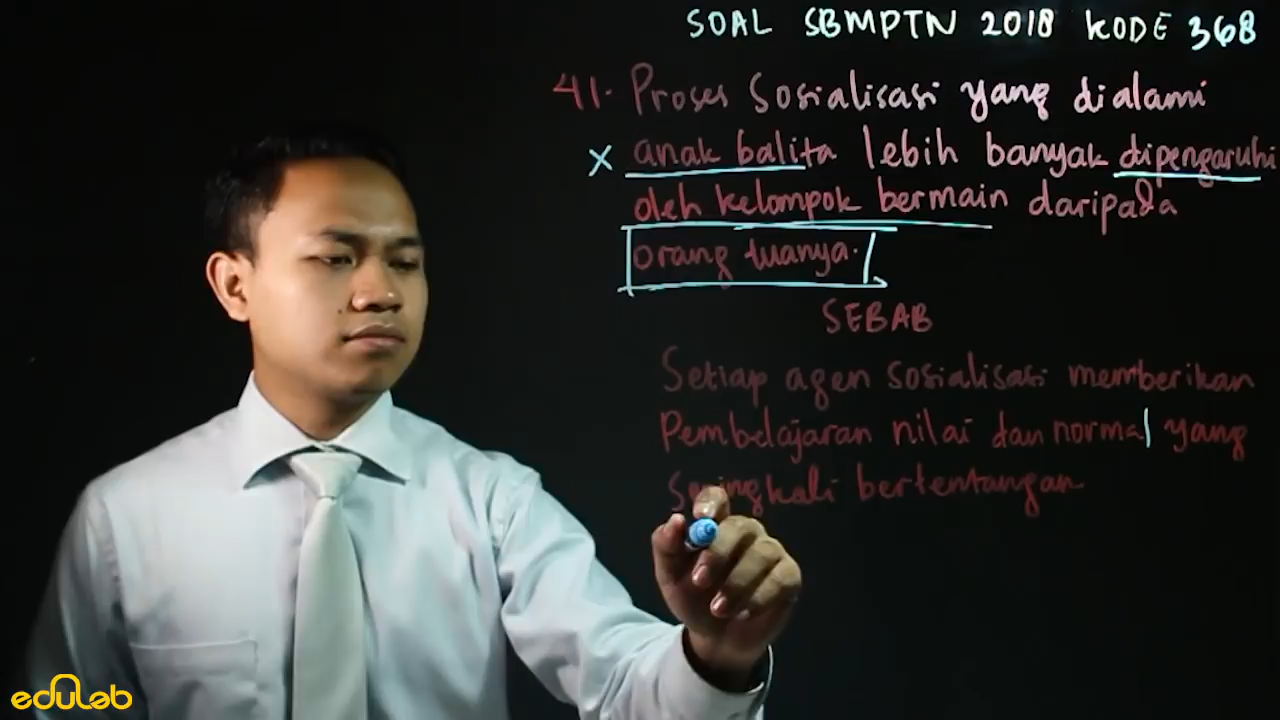 SOAL SBMPTN 2018 KODE 368
41. Proses Sosialisasi yang dialami
x anak balita lebih banyak dipengaruhi
oleh kelompok bermain daripada
orang tuanya.
SEBAB
Setiap agen sosialisasi memberikan
Pembelajaran nilai dan normal yang
Seringkali bertentangan
edulab